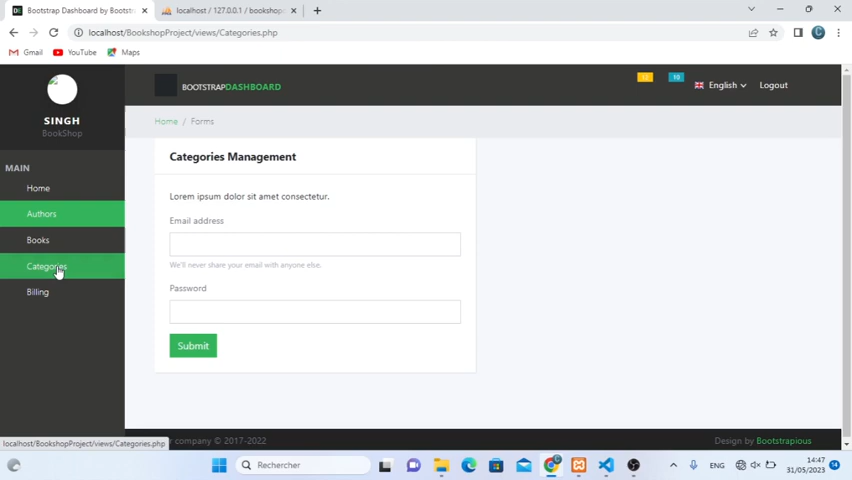 Bootstrap Dashboard by Bootst
localhost / 127.0.0.1 / bookshop
localhost/BookshopProject/views/Categories.php
Gmail YouTube Maps
SINGH
BookShop
BOOTSTRAPDASHBOARD
12 10 English Logout
Home / Forms
MAIN
Home
Authors
Books
Categories
Billing
Categories Management
Lorem ipsum dolor sit amet consectetur.
Email address
We'll never share your email with anyone else.
Password
Submit
company © 2017-2022
Design by Bootstrapious
localhost/BookshopProject/views/Categories.php
Rechercher
ENG
14:47
31/05/2023